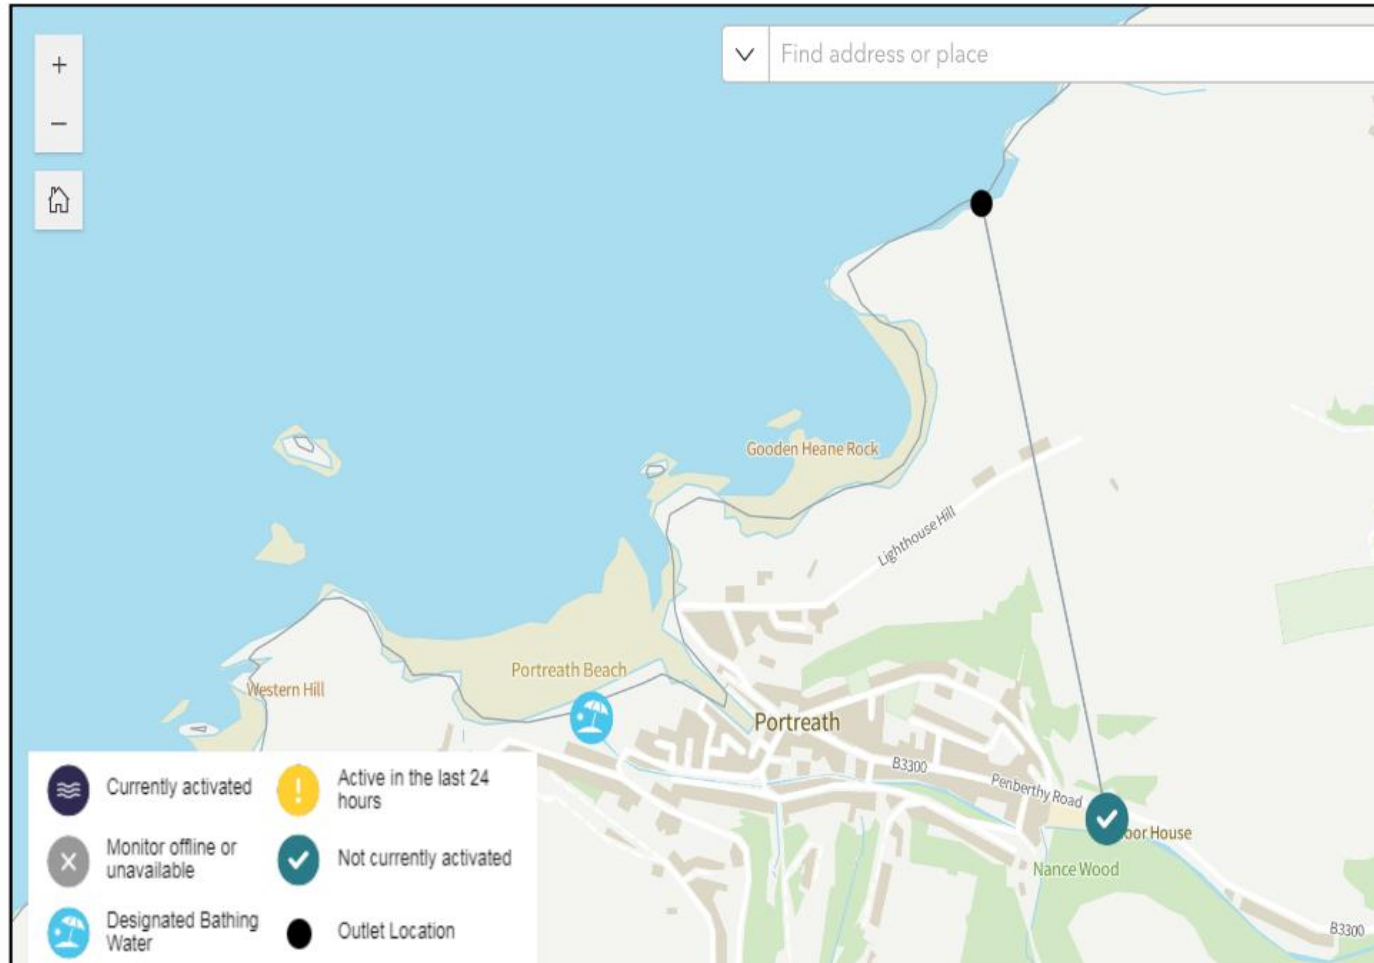 +
Find address or place
−
Gooden Heane Rock
Lighthouse Hill
Portreath Beach
Western Hill
Portreath
B3300
Penberthy Road
oor House
Nance Wood
B3300
Currently activated
Active in the last 24
hours
Monitor offline or
unavailable
Not currently activated
Designated Bathing
Water
Outlet Location